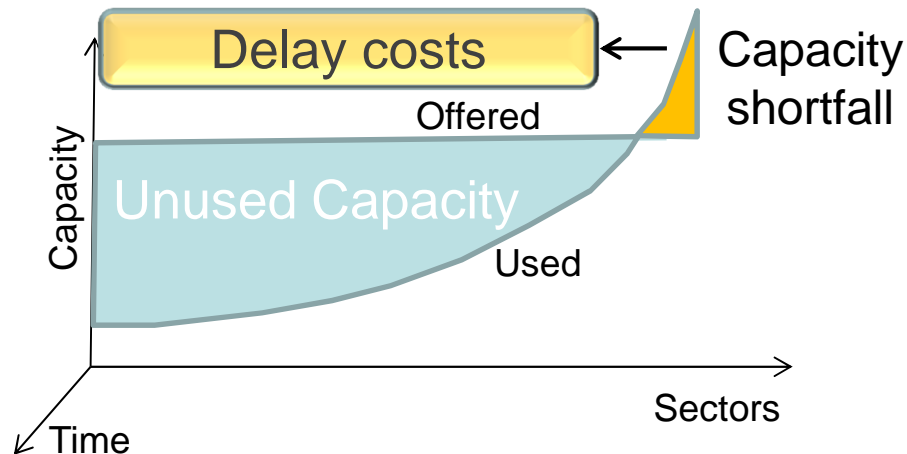 Delay costs
Capacity
shortfall
Offered
Capacity
Unused Capacity
Used
Sectors
Time